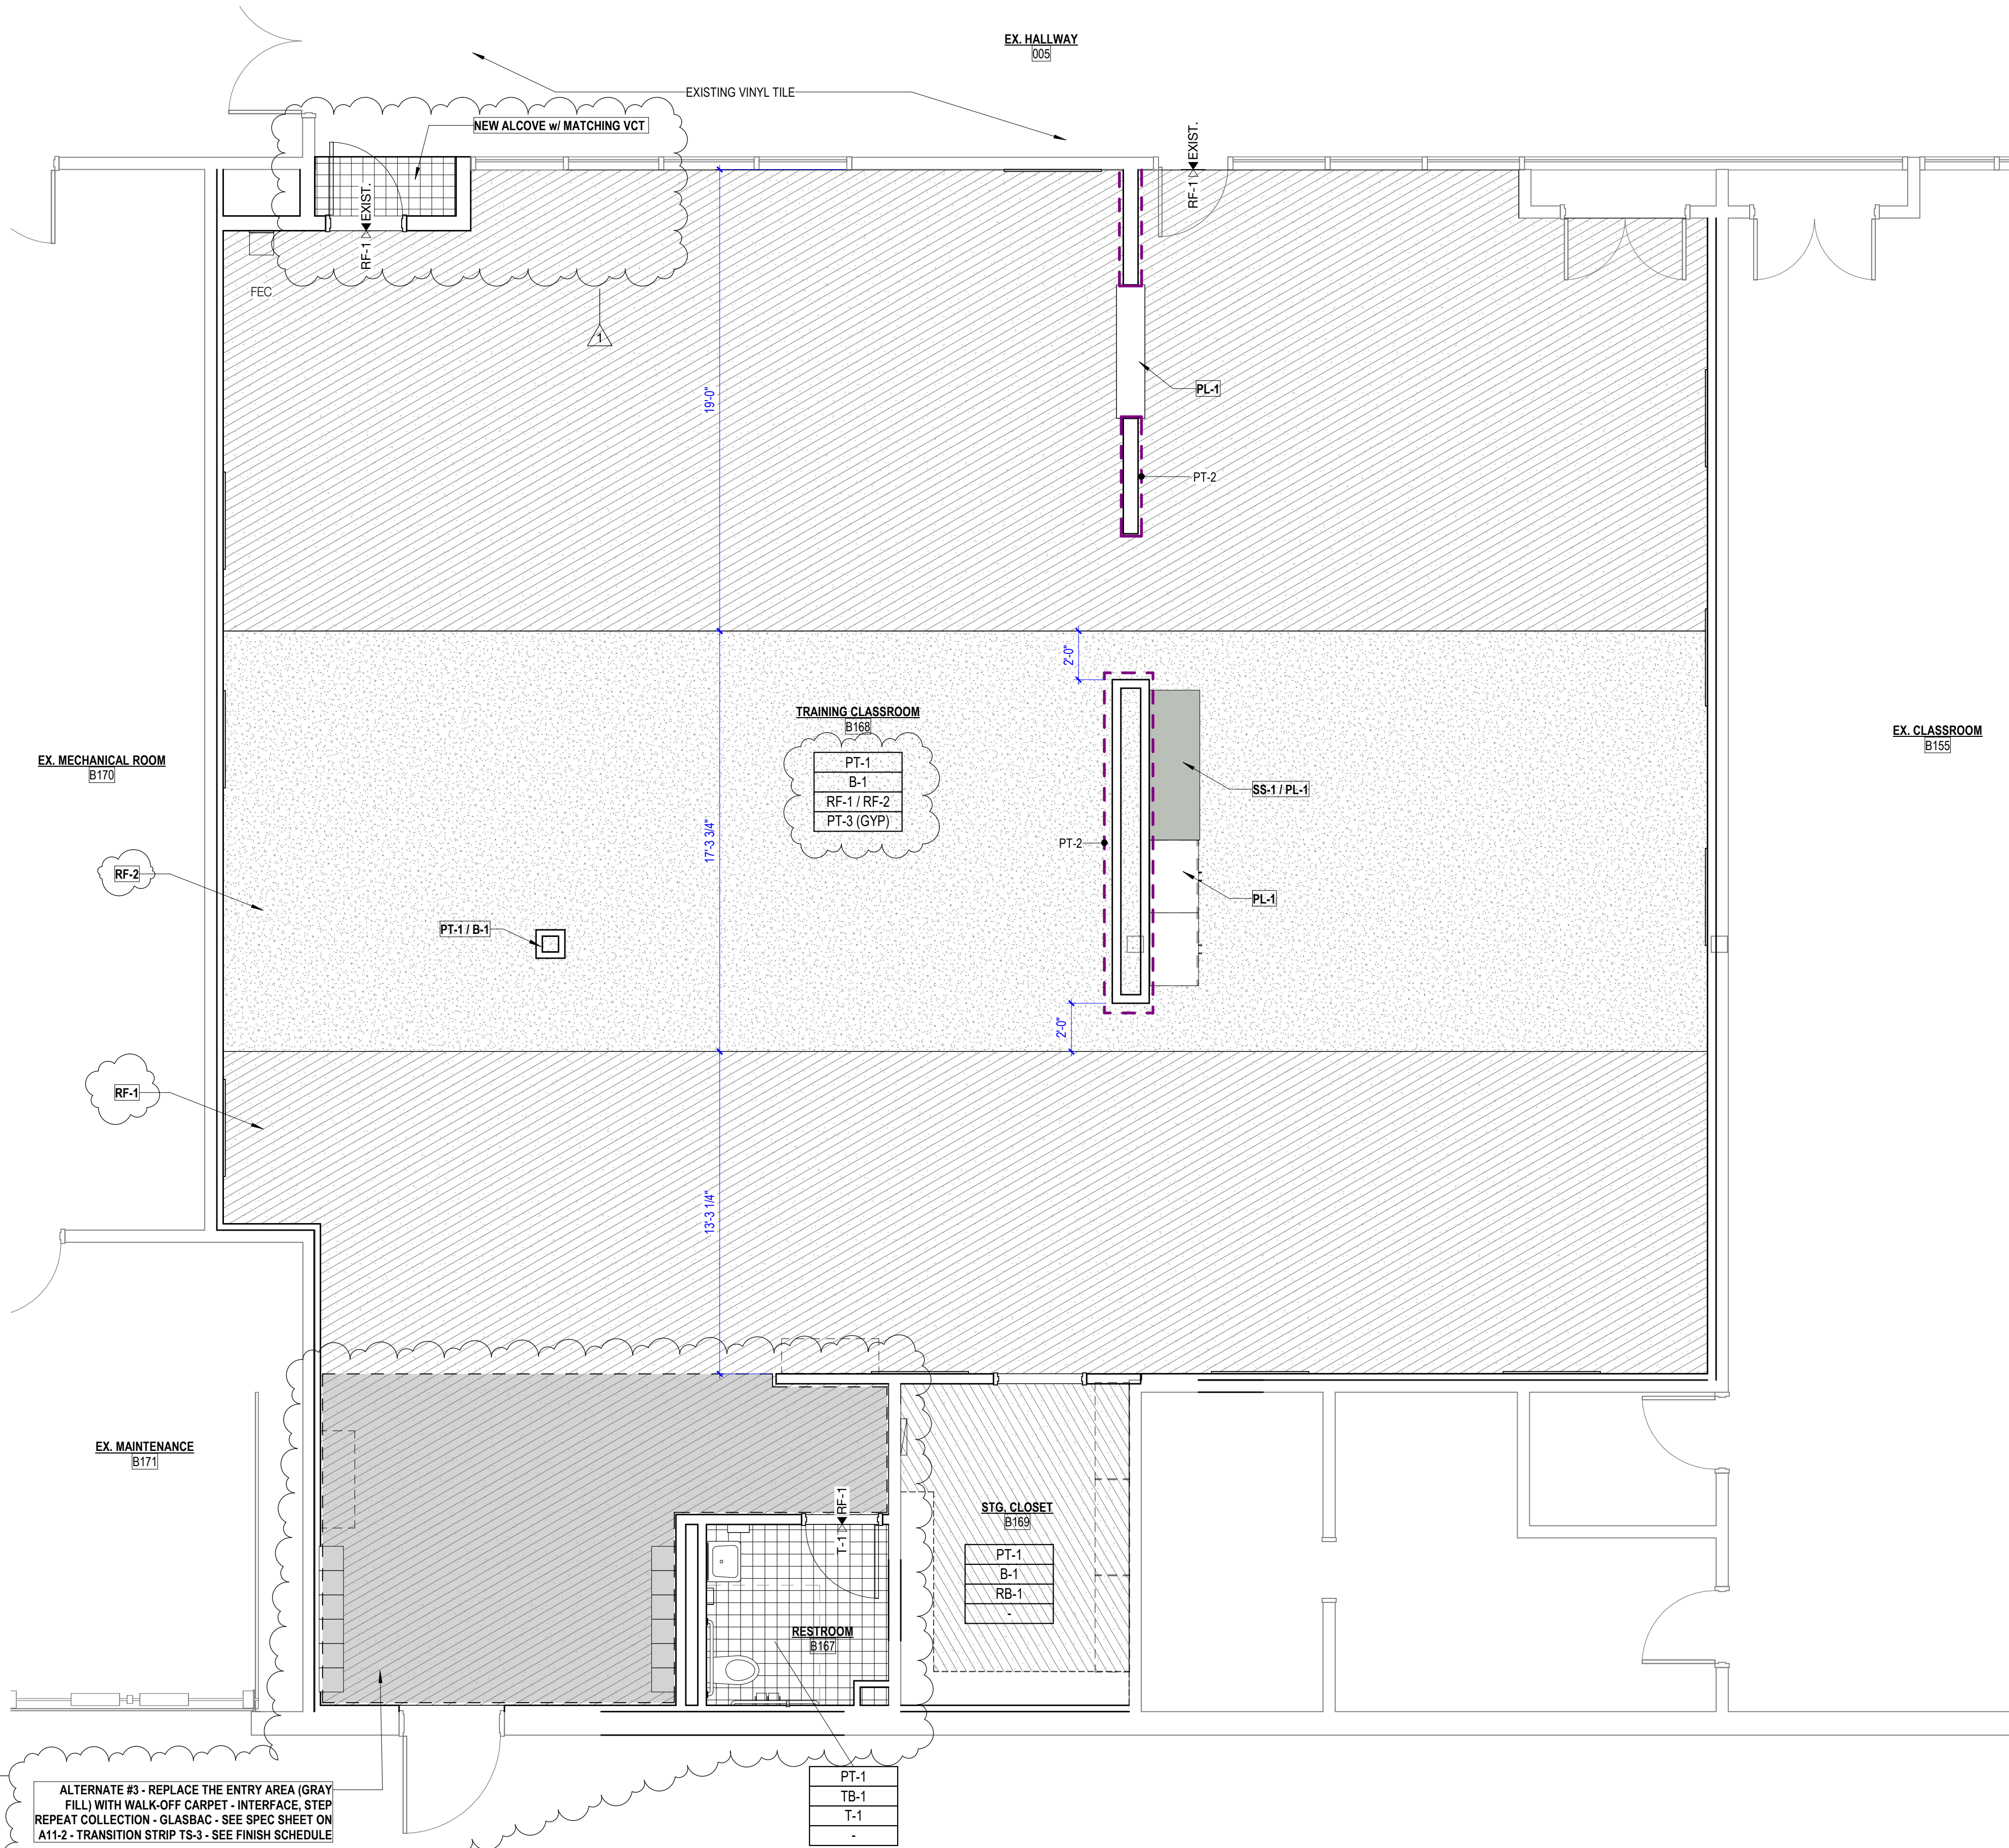 EX. HALLWAY
005
EXISTING VINYL TILE
NEW ALCOVE w/ MATCHING VCT
RF-1 EXIST.
RF-1 EXIST.
FEC
1
19'-0"
PL-1
PT-2
2'-0"
TRAINING CLASSROOM
B168
PT-1
B-1
RF-1 / RF-2
PT-3 (GYP)
EX. MECHANICAL ROOM
B170
EX. CLASSROOM
B155
SS-1 / PL-1
17'-3 3/4"
PT-2
RF-2
PL-1
PT-1 / B-1
2'-0"
RF-1
13'-3 1/4"
EX. MAINTENANCE
B171
T-1 RF-1
STG. CLOSET
B169
PT-1
B-1
RB-1
-
RESTROOM
B167
PT-1
TB-1
T-1
-
ALTERNATE #3 - REPLACE THE ENTRY AREA (GRAY
FILL) WITH WALK-OFF CARPET - INTERFACE, STEP
REPEAT COLLECTION - GLASBAC - SEE SPEC SHEET ON
A11-2 - TRANSITION STRIP TS-3 - SEE FINISH SCHEDULE